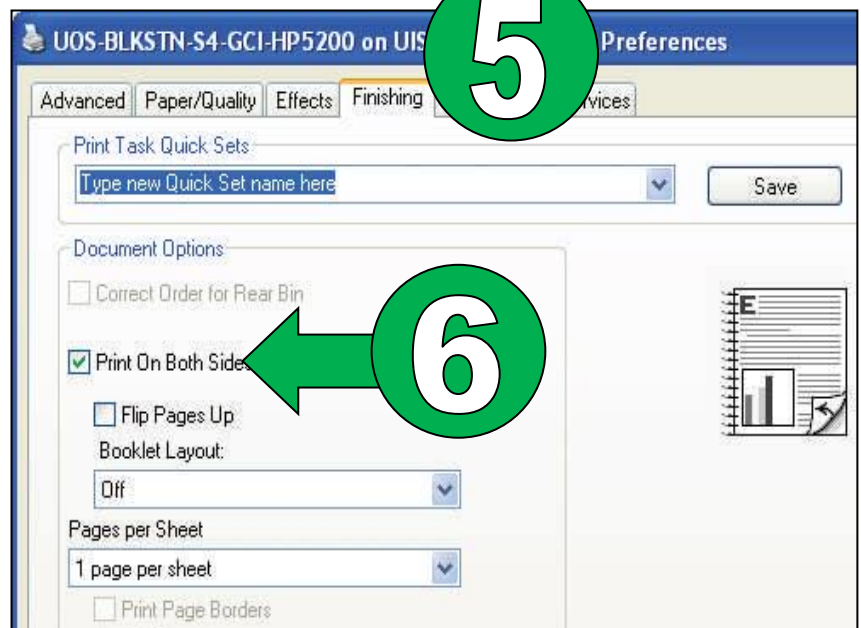 UOS-BLKSTN-S4-GCI-HP5200 on UIS Preferences
5
Advanced Paper/Quality Effects Finishing vices
Print Task Quick Sets
Type new Quick Set name here Save
Document Options
Correct Order for Rear Bin
E
Print On Both Sides
6
Flip Pages Up
Booklet Layout:
Off
Pages per Sheet
1 page per sheet
Print Page Borders